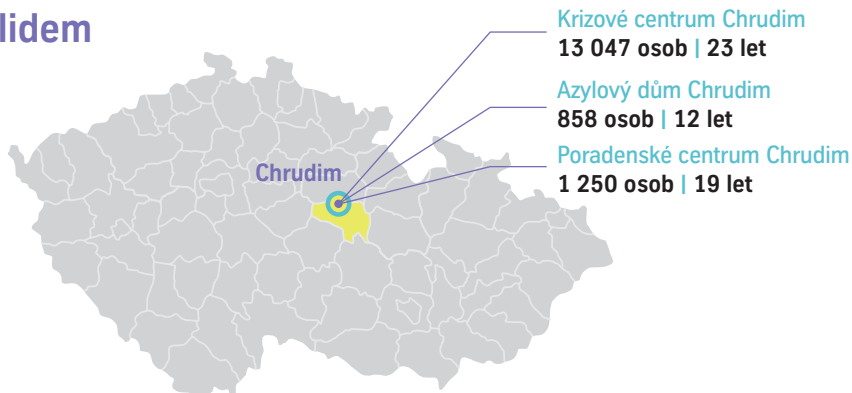 lidem
Krizové centrum Chrudim
13 047 osob | 23 let
Azylový dům Chrudim
858 osob | 12 let
Poradenské centrum Chrudim
1 250 osob | 19 let
Chrudim